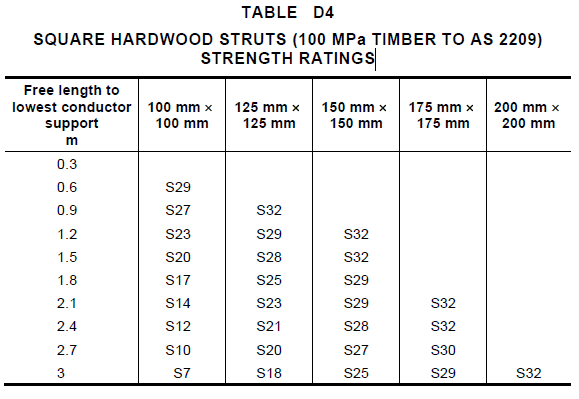 TABLE D4
SQUARE HARDWOOD STRUTS (100 MPa TIMBER TO AS 2209)
STRENGTH RATINGS
Free length to lowest conductor support m 100 mm × 100 mm 125 mm × 125 mm 150 mm × 150 mm 175 mm × 175 mm 200 mm × 200 mm
0.3
0.6 S29
0.9 S27 S32
1.2 S23 S29 S32
1.5 S20 S28 S32
1.8 S17 S25 S29
2.1 S14 S23 S29 S32
2.4 S12 S21 S28 S32
2.7 S10 S20 S27 S30
3 S7 S18 S25 S29 S32